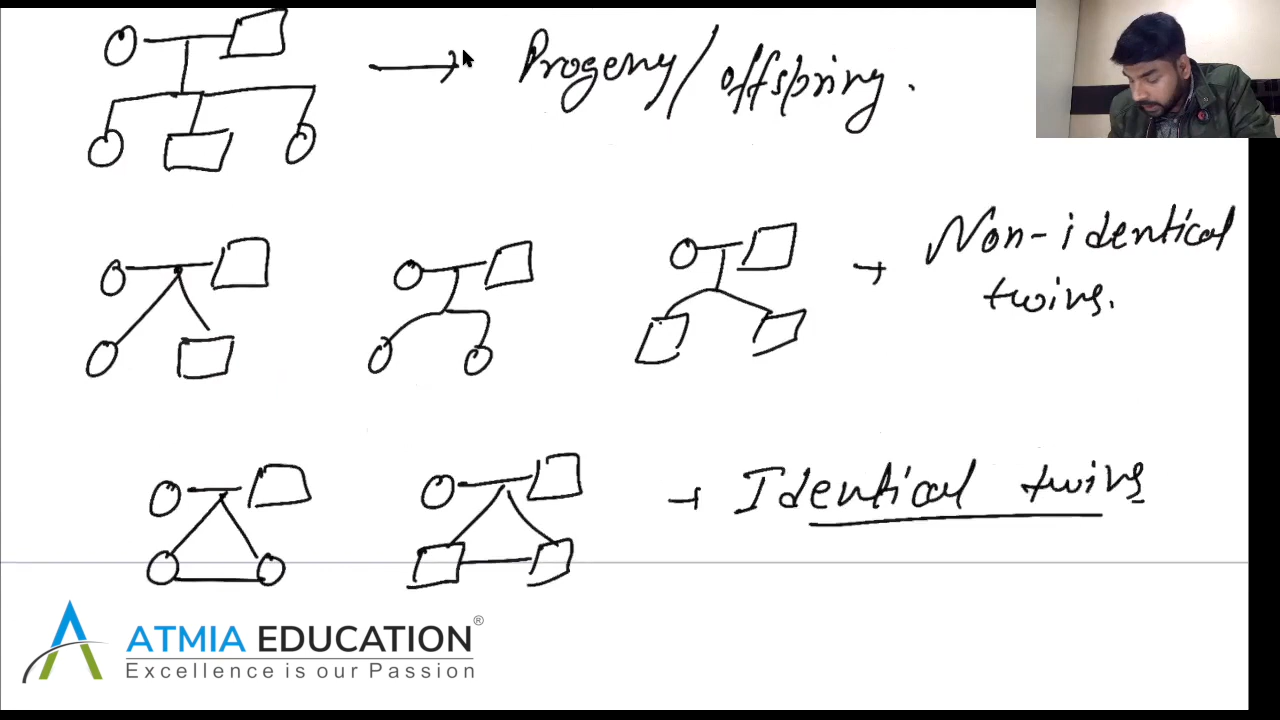 Progeny/offspring.
Non-identical
twins.
Identical twins
ATMIA EDUCATION®
Excellence is our Passion